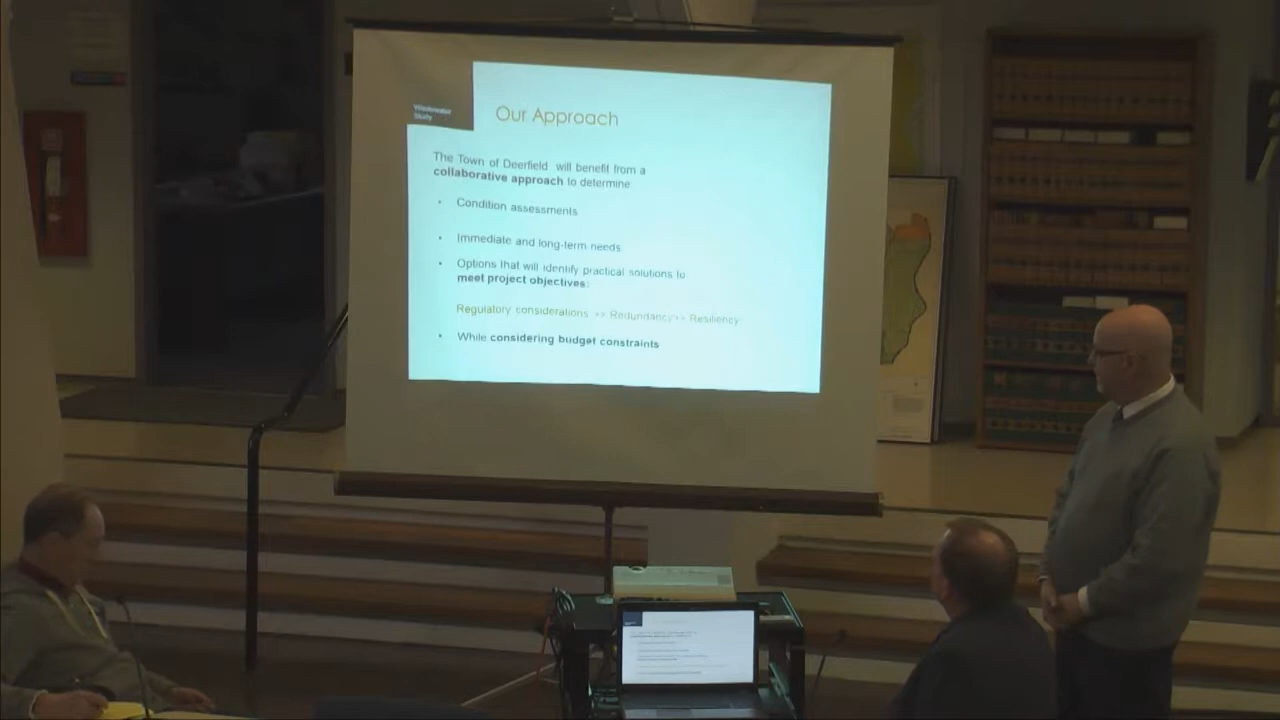 Wastewater
Study
Our Approach
The Town of Deerfield will benefit from a
collaborative approach to determine
• Condition assessments
• Immediate and long-term needs
• Options that will identify practical solutions to
meet project objectives:
Regulatory considerations >> Redundancy >> Resiliency
• While considering budget constraints